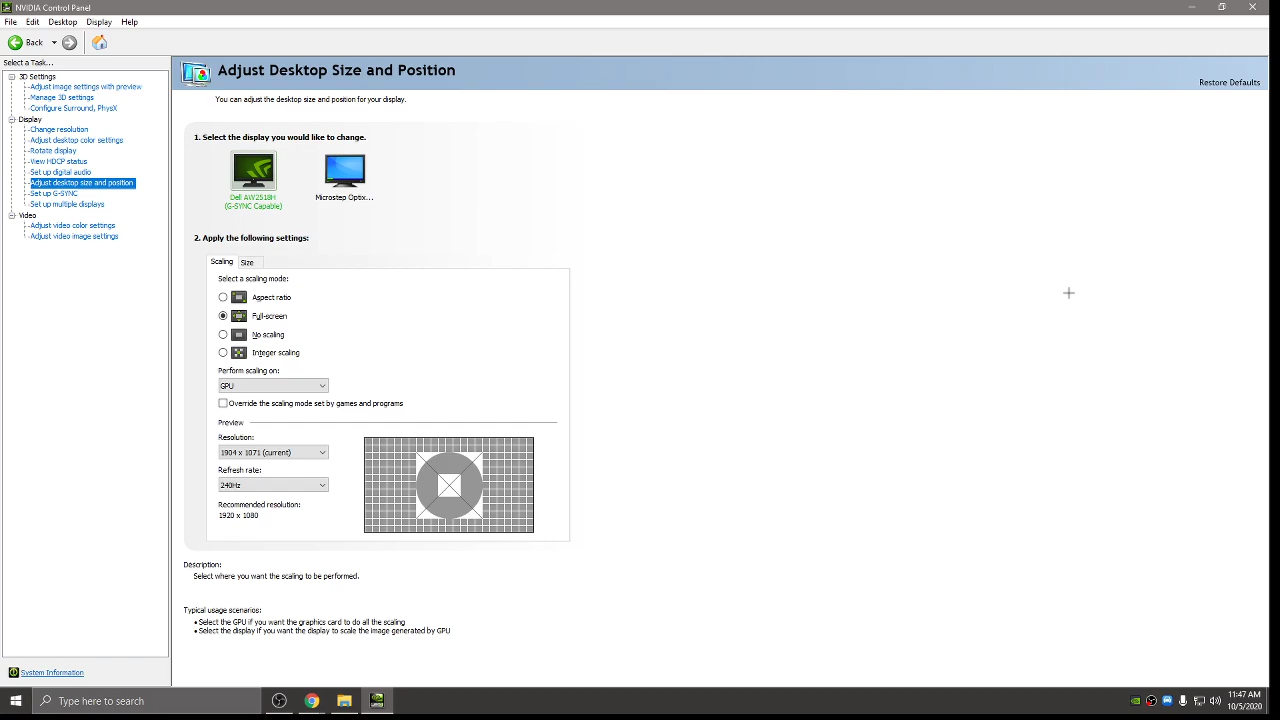 NVIDIA Control Panel
File Edit Desktop Display Help
Back
Select a Task...
3D Settings
Adjust image settings with preview
Manage 3D settings
Configure Surround, PhysX
Display
Change resolution
Adjust desktop color settings
Rotate display
View HDCP status
Set up digital audio
Adjust desktop size and position
Set up G-SYNC
Set up multiple displays
Video
Adjust video color settings
Adjust video image settings
System Information
Adjust Desktop Size and Position
Restore Defaults
You can adjust the desktop size and position for your display.
1. Select the display you would like to change.
Dell AW2518H
(G-SYNC Capable)
Microstep Optix...
2. Apply the following settings:
Scaling Size
Select a scaling mode:
Aspect ratio
Full-screen
No scaling
Integer scaling
Perform scaling on:
GPU
Override the scaling mode set by games and programs
Preview
Resolution:
1904 x 1071 (current)
Refresh rate:
240Hz
Recommended resolution:
1920 x 1080
Description:
Select where you want the scaling to be performed.
Typical usage scenarios:
• Select the GPU if you want the graphics card to do all the scaling
• Select the display if you want the display to scale the image generated by GPU
Type here to search
11:47 AM
10/5/2020